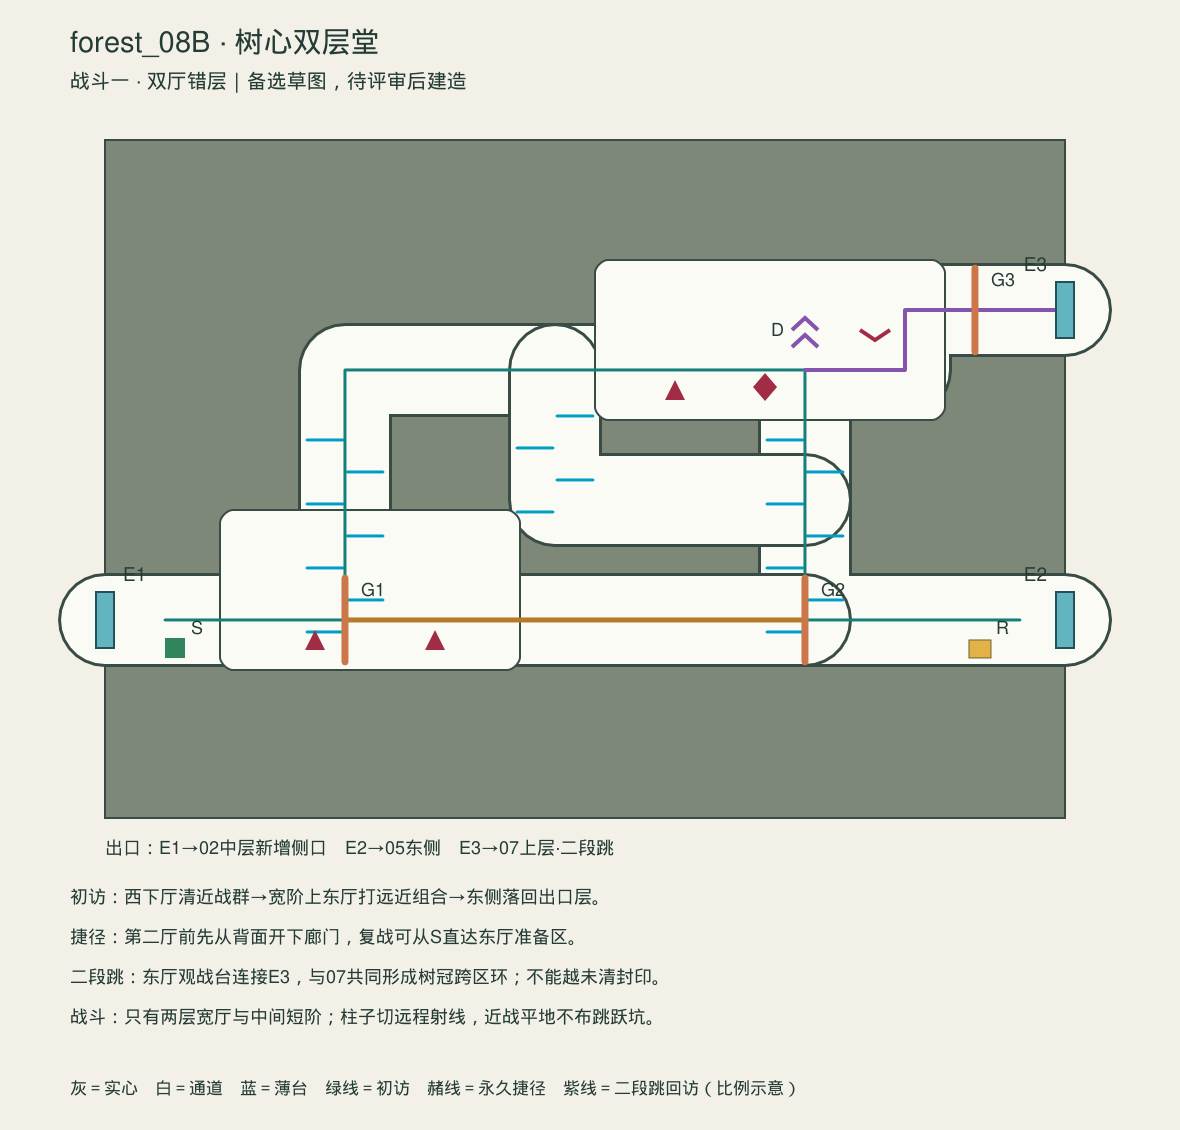 forest_08B · 树心双层堂
战斗一 · 双厅错层｜备选草图，待评审后建造
E3
G3
D
E1
G1
G2
E2
S
R
出口：E1→02中层新增侧口 E2→05东侧 E3→07上层·二段跳
初访：西下厅清近战群→宽阶上东厅打远近组合→东侧落回出口层。
捷径：第二厅前先从背面开下廊门，复战可从S直达东厅准备区。
二段跳：东厅观战台连接E3，与07共同形成树冠跨区环；不能越未清封印。
战斗：只有两层宽厅与中间短阶；柱子切远程射线，近战平地不布跳跃坑。
灰＝实心 白＝通道 蓝＝薄台 绿线＝初访 赭线＝永久捷径 紫线＝二段跳回访（比例示意）